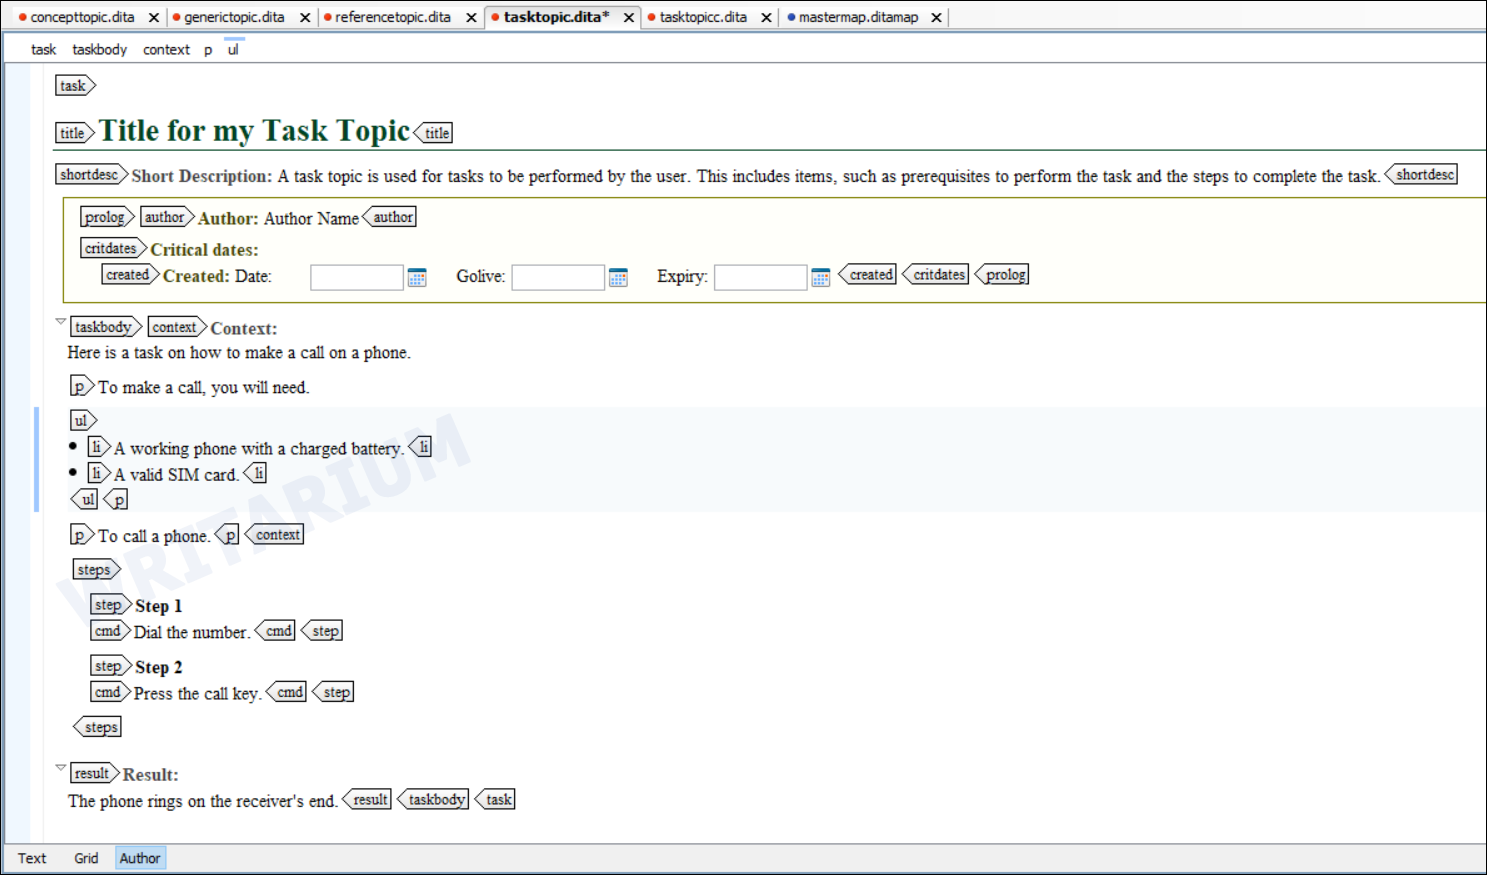 concepttopic.dita generictopic.dita referencetopic.dita tasktopic.dita* tasktopicc.dita mastermap.ditamap
task taskbody context p ul
task
title Title for my Task Topic title
shortdesc Short Description: A task topic is used for tasks to be performed by the user. This includes items, such as prerequisites to perform the task and the steps to complete the task. shortdesc
prolog author Author: Author Name author
critdates Critical dates:
created Created: Date: Golive: Expiry: created critdates prolog
taskbody context Context:
Here is a task on how to make a call on a phone.
p To make a call, you will need.
ul
• li A working phone with a charged battery. li
• li A valid SIM card. li
ul p
p To call a phone. p context
steps
step Step 1
cmd Dial the number. cmd step
step Step 2
cmd Press the call key. cmd step
steps
result Result:
The phone rings on the receiver's end. result taskbody task
WRITARIUM
Text Grid Author